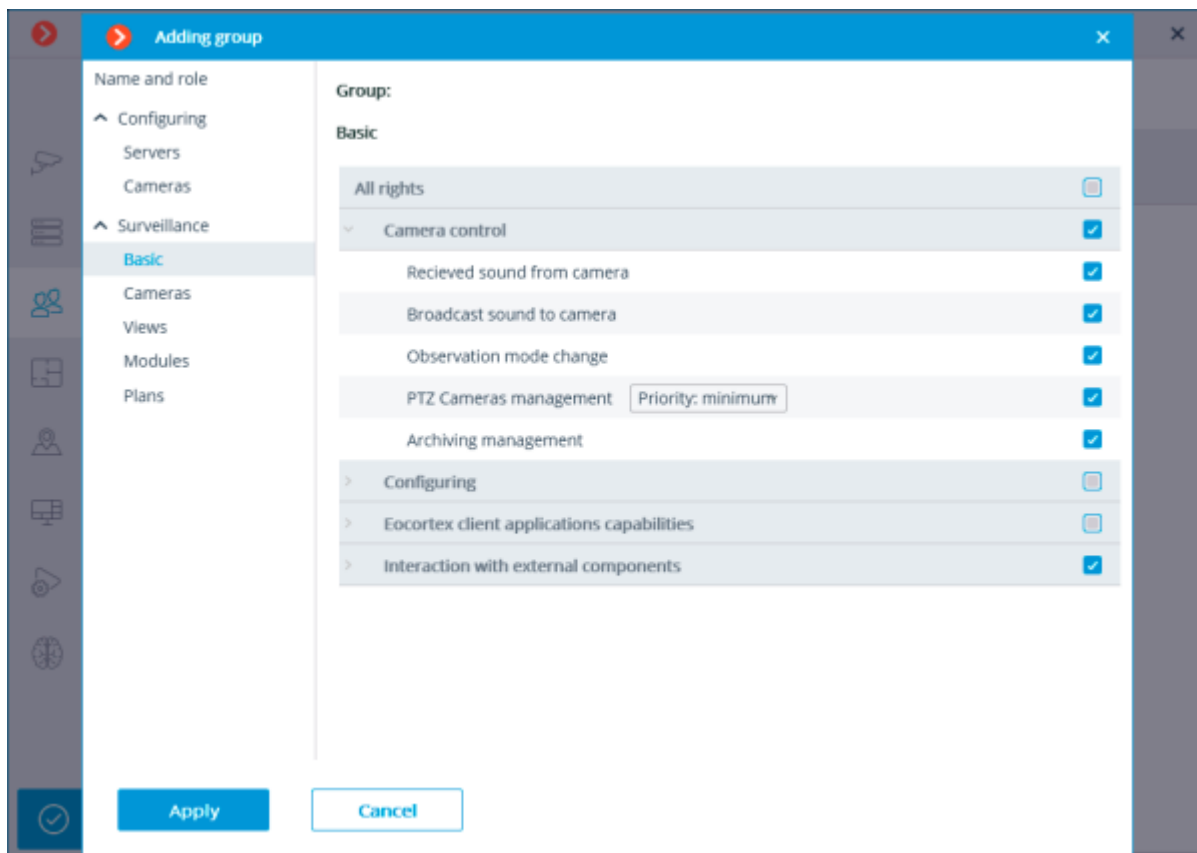 Adding group
Name and role
Configuring
Servers
Cameras
Surveillance
Basic
Cameras
Views
Modules
Plans
Group:
Basic
All rights
Camera control
Recieved sound from camera
Broadcast sound to camera
Observation mode change
PTZ Cameras management Priority: minimum
Archiving management
Configuring
Eocortex client applications capabilities
Interaction with external components
Apply Cancel